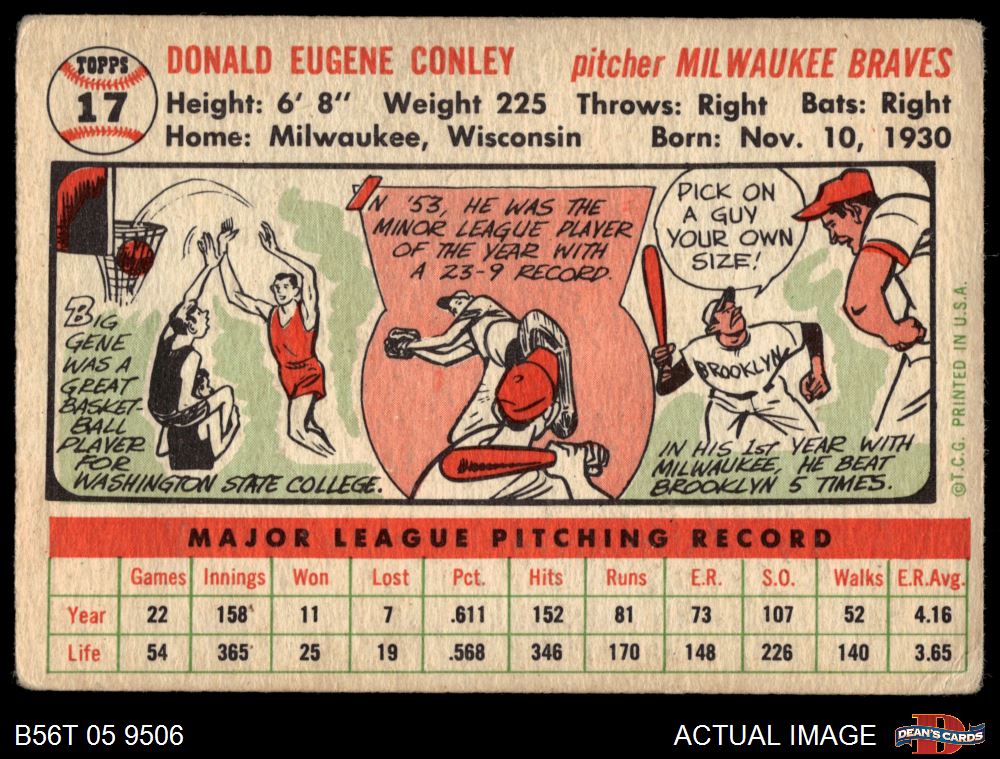 TOPPS
17
DONALD EUGENE CONLEY pitcher MILWAUKEE BRAVES
Height: 6' 8" Weight 225 Throws: Right Bats: Right
Home: Milwaukee, Wisconsin Born: Nov. 10, 1930
BIG
GENE
WAS A
GREAT
BASKET-
BALL
PLAYER
FOR
WASHINGTON STATE COLLEGE.
IN '53, HE WAS THE
MINOR LEAGUE PLAYER
OF THE YEAR WITH
A 23-9 RECORD.
PICK ON
A GUY
YOUR OWN
SIZE!
BROOKLYN
IN HIS 1ST YEAR WITH
MILWAUKEE, HE BEAT
BROOKLYN 5 TIMES.
©T.C.G. PRINTED IN U.S.A.
MAJOR LEAGUE PITCHING RECORD
Games Innings Won Lost Pct. Hits Runs E.R. S.O. Walks E.R.Avg.
Year 22 158 11 7 .611 152 81 73 107 52 4.16
Life 54 365 25 19 .568 346 170 148 226 140 3.65
B56T 05 9506 ACTUAL IMAGE
DEAN'S CARDS